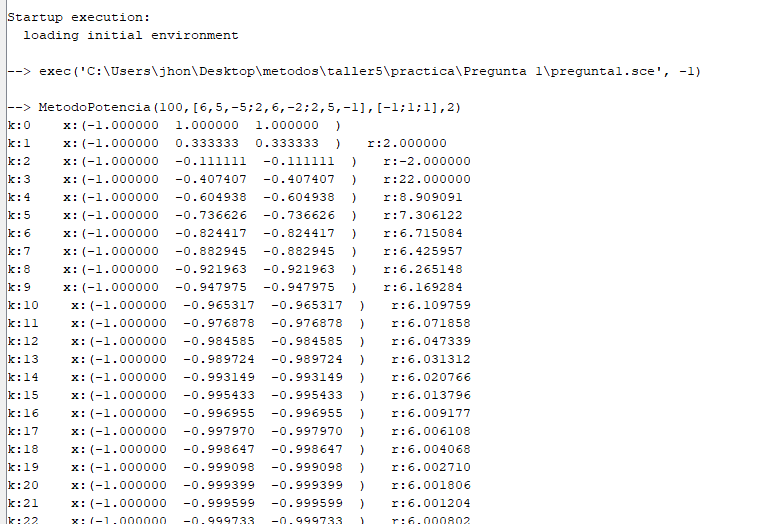 Startup execution:
loading initial environment
--> exec('C:\Users\jhon\Desktop\metodos\taller5\practica\Pregunta 1\pregunta1.sce', -1)
--> MetodoPotencia(100,[6,5,-5;2,6,-2;2,5,-1],[-1;1;1],2)
k:0 x:(-1.000000 1.000000 1.000000 )
k:1 x:(-1.000000 0.333333 0.333333 ) r:2.000000
k:2 x:(-1.000000 -0.111111 -0.111111 ) r:-2.000000
k:3 x:(-1.000000 -0.407407 -0.407407 ) r:22.000000
k:4 x:(-1.000000 -0.604938 -0.604938 ) r:8.909091
k:5 x:(-1.000000 -0.736626 -0.736626 ) r:7.306122
k:6 x:(-1.000000 -0.824417 -0.824417 ) r:6.715084
k:7 x:(-1.000000 -0.882945 -0.882945 ) r:6.425957
k:8 x:(-1.000000 -0.921963 -0.921963 ) r:6.265148
k:9 x:(-1.000000 -0.947975 -0.947975 ) r:6.169284
k:10 x:(-1.000000 -0.965317 -0.965317 ) r:6.109759
k:11 x:(-1.000000 -0.976878 -0.976878 ) r:6.071858
k:12 x:(-1.000000 -0.984585 -0.984585 ) r:6.047339
k:13 x:(-1.000000 -0.989724 -0.989724 ) r:6.031312
k:14 x:(-1.000000 -0.993149 -0.993149 ) r:6.020766
k:15 x:(-1.000000 -0.995433 -0.995433 ) r:6.013796
k:16 x:(-1.000000 -0.996955 -0.996955 ) r:6.009177
k:17 x:(-1.000000 -0.997970 -0.997970 ) r:6.006108
k:18 x:(-1.000000 -0.998647 -0.998647 ) r:6.004068
k:19 x:(-1.000000 -0.999098 -0.999098 ) r:6.002710
k:20 x:(-1.000000 -0.999399 -0.999399 ) r:6.001806
k:21 x:(-1.000000 -0.999599 -0.999599 ) r:6.001204
k:22 x:(-1.000000 -0.999733 -0.999733 ) r:6.000802